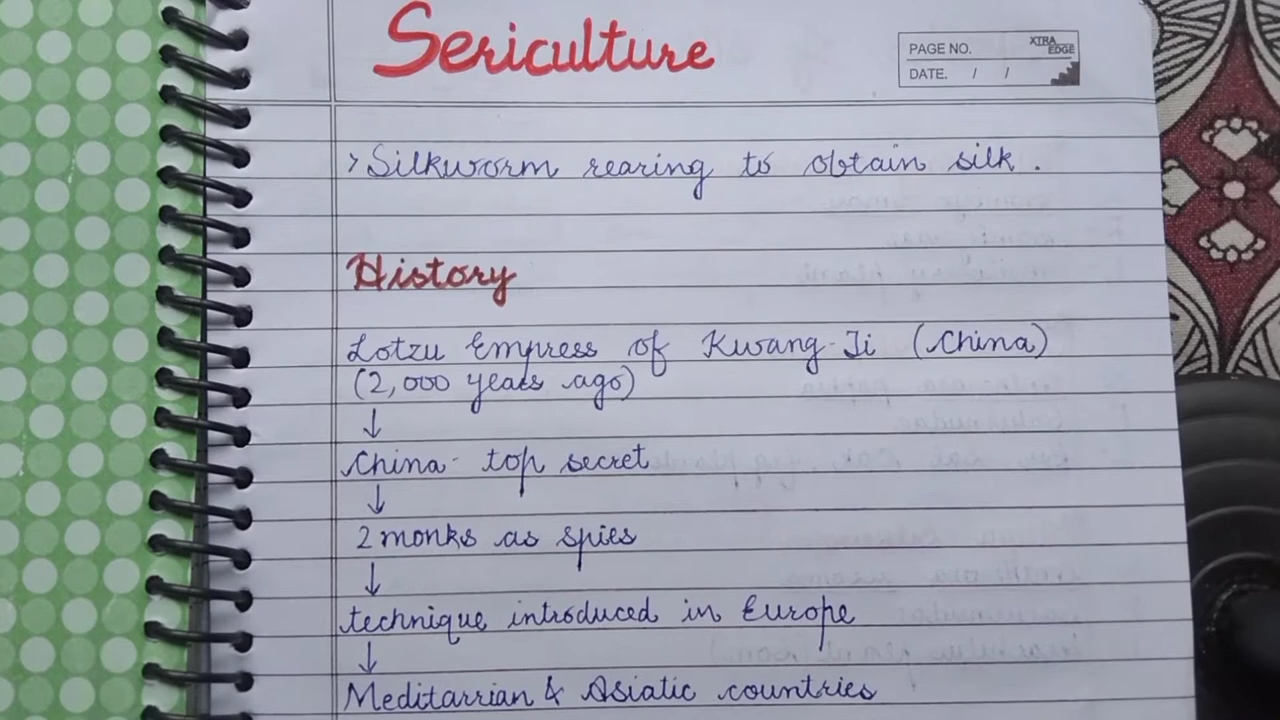 Sericulture
PAGE NO.
XTRA
EDGE
DATE. / /
> Silkworm rearing to obtain silk.
History
Lotzu Empress of Kwang-Ti (China)
(2,000 years ago)
↓
China- top secret
↓
2 monks as spies
↓
technique introduced in Europe
↓
Meditarrian & Asiatic countries